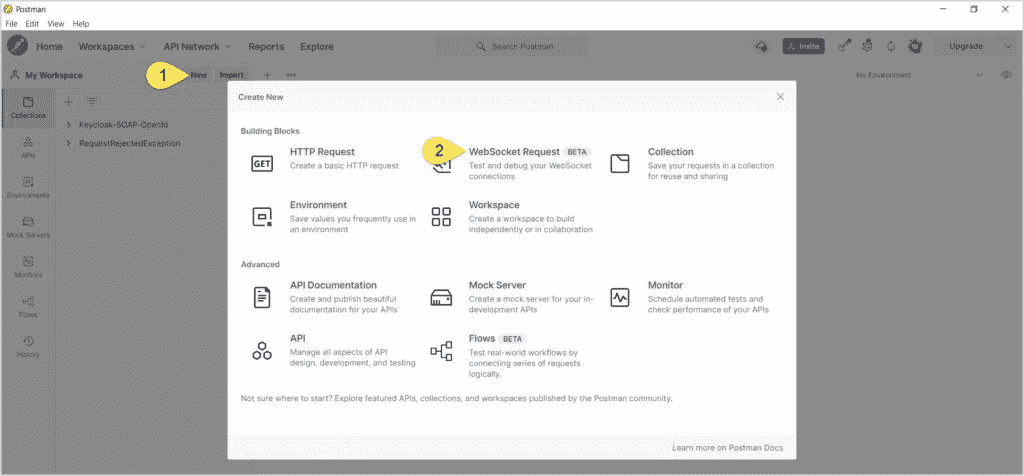 Postman
File Edit View Help
Home Workspaces API Network Reports Explore Search Postman Invite Upgrade
My Workspace 1 New Import No Environment
Collections
APIs
Environments
Mock Servers
Monitors
Flows
History
Keycloak-SOAP-OpenId
RequestRejectedException
Create New
Building Blocks
GET
HTTP Request
Create a basic HTTP request
2
WebSocket Request BETA
Test and debug your WebSocket
connections
Collection
Save your requests in a collection
for reuse and sharing
Environment
Save values you frequently use in
an environment
Workspace
Create a workspace to build
independently or in collaboration
Advanced
API Documentation
Create and publish beautiful
documentation for your APIs
Mock Server
Create a mock server for your in-
development APIs
Monitor
Schedule automated tests and
check performance of your APIs
API
Manage all aspects of API
design, development, and testing
Flows BETA
Test real-world workflows by
connecting series of requests
logically.
Not sure where to start? Explore featured APIs, collections, and workspaces published by the Postman community.
Learn more on Postman Docs